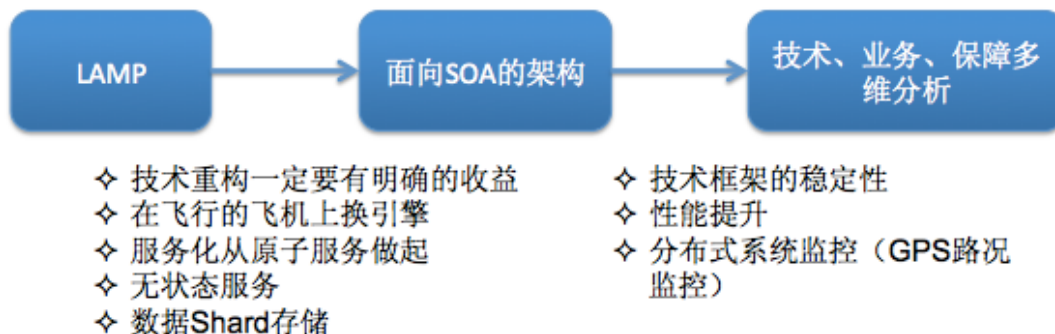 LAMP
面向SOA的架构
技术、业务、保障多
维分析
✧ 技术重构一定要有明确的收益
✧ 在飞行的飞机上换引擎
✧ 服务化从原子服务做起
✧ 无状态服务
✧ 数据Shard存储
✧ 技术框架的稳定性
✧ 性能提升
✧ 分布式系统监控（GPS路况
监控）